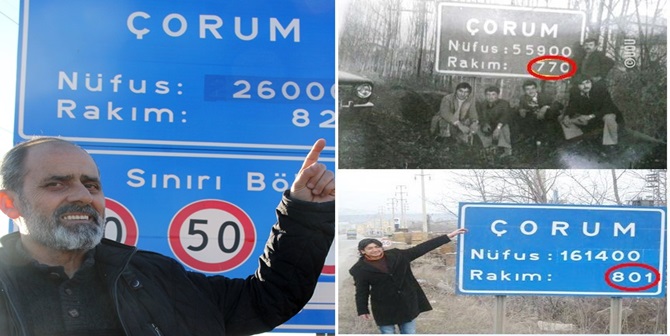 ÇORUM
Nüfus: 26000
Rakım: 82
Sınırı Bö
50
ÇORUM
Nüfus: 55900
Rakım: 770
ÇORUM
Nüfus: 161400
Rakım: 801